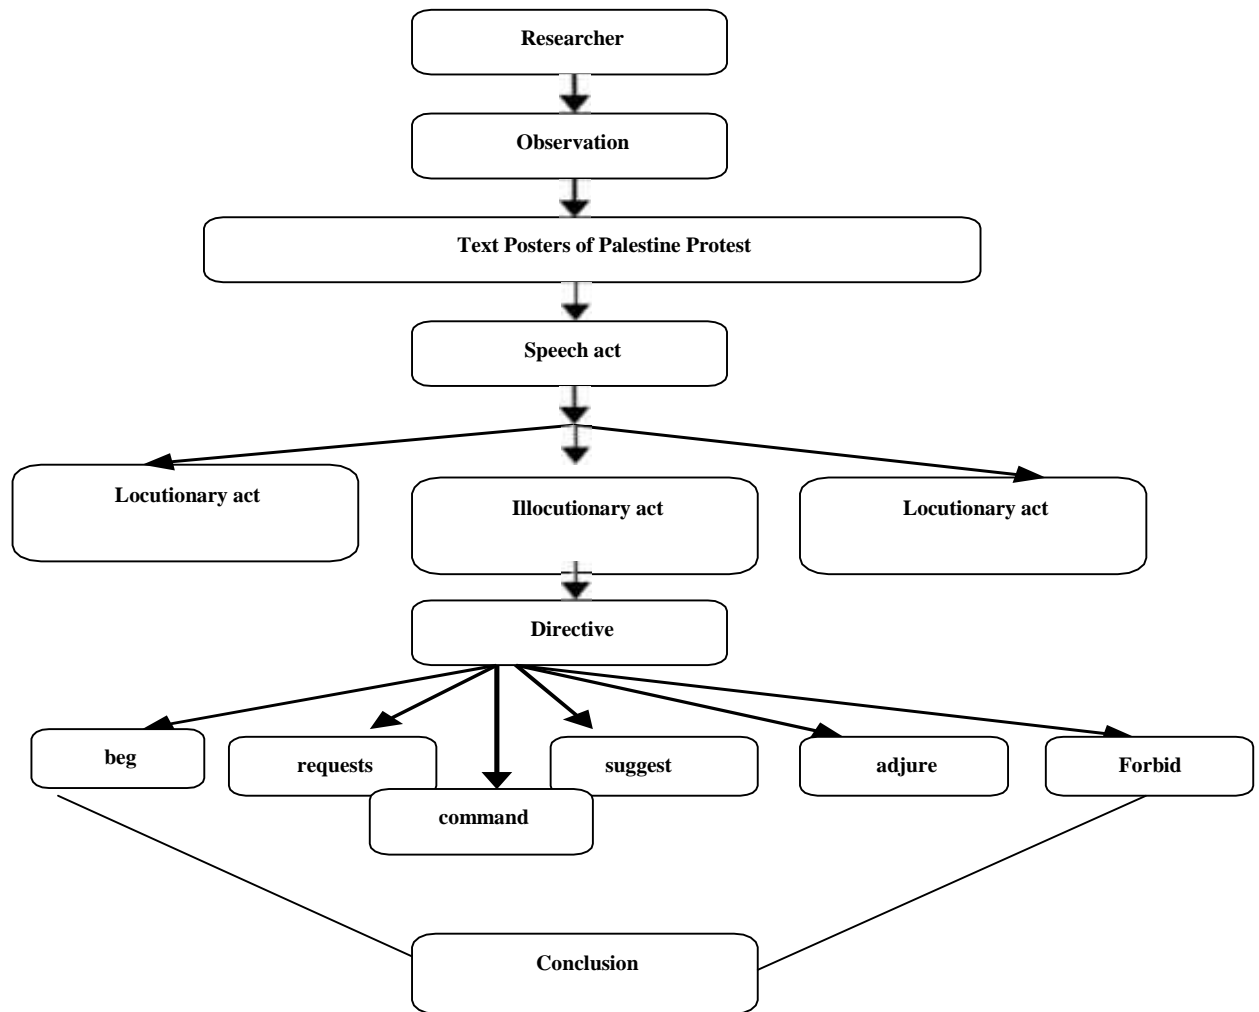 Researcher
Observation
Text Posters of Palestine Protest
Speech act
Locutionary act
Illocutionary act
Locutionary act
Directive
beg
requests
suggest
adjure
Forbid
command
Conclusion